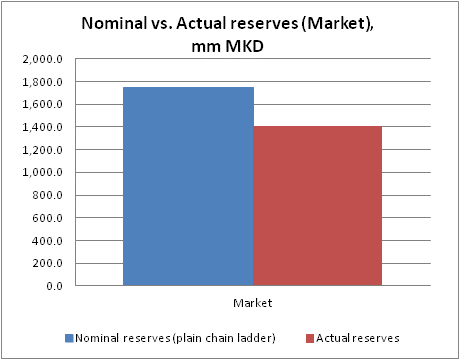 Nominal vs. Actual reserves (Market),
mm MKD
2,000.0
1,800.0
1,600.0
1,400.0
1,200.0
1,000.0
800.0
600.0
400.0
200.0
0.0
Market
Nominal reserves (plain chain ladder) Actual reserves